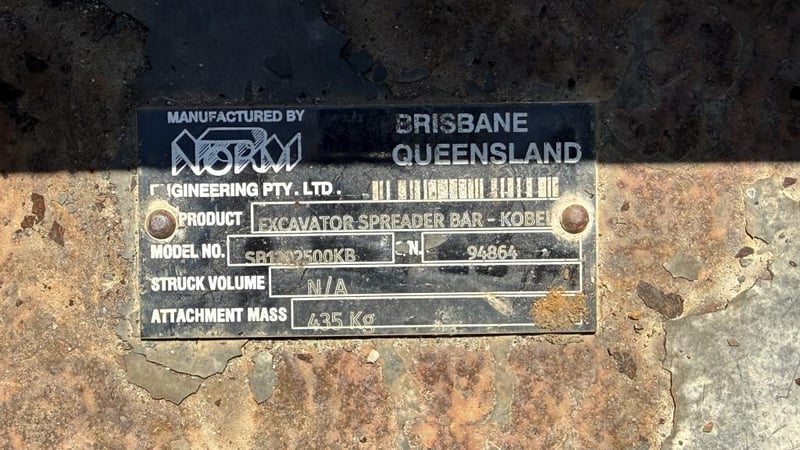 MANUFACTURED BY
NORM
BRISBANE
QUEENSLAND
ENGINEERING PTY. LTD.
PRODUCT EXCAVATOR SPREADER BAR -
MODEL NO. N. 94864
STRUCK VOLUME N/A
ATTACHMENT MASS 435 Kg